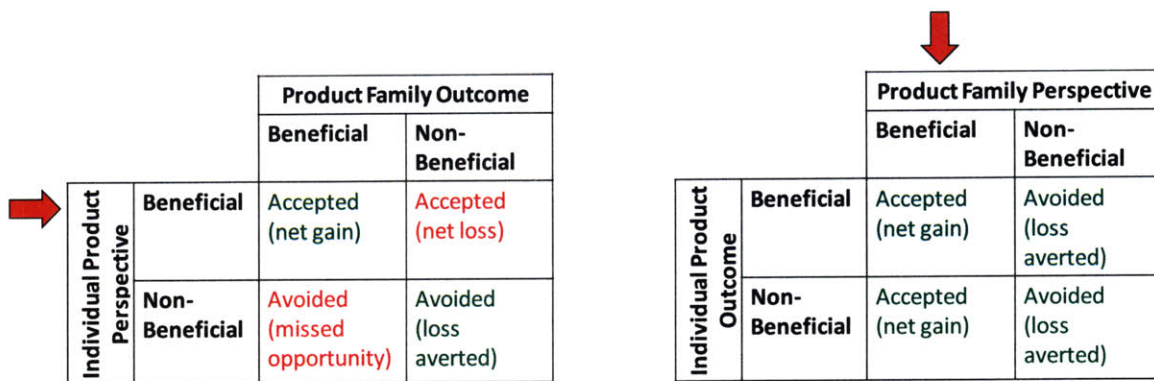 Product Family Outcome
Beneficial
Non-
Beneficial
Individual Product
Perspective
Beneficial
Accepted
(net gain)
Accepted
(net loss)
Non-
Beneficial
Avoided
(missed
opportunity)
Avoided
(loss
averted)
Product Family Perspective
Beneficial
Non-
Beneficial
Individual Product
Outcome
Beneficial
Accepted
(net gain)
Avoided
(loss
averted)
Non-
Beneficial
Accepted
(net gain)
Avoided
(loss
averted)